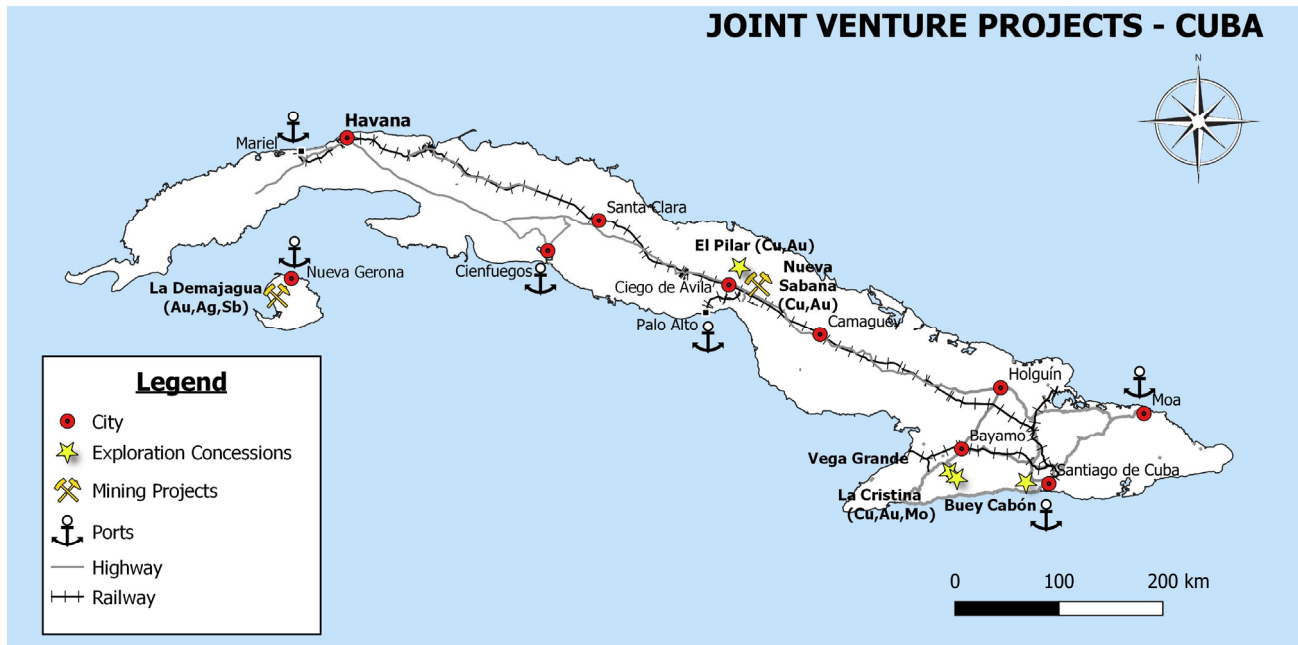 JOINT VENTURE PROJECTS - CUBA
N
Havana
Mariel
Santa Clara
El Pilar (Cu,Au)
Nueva
Sabana
(Cu,Au)
Nueva Gerona
Cienfuegos
La Demajagua
(Au,Ag,Sb)
Ciego de Ávila
Palo Alto
Camaguey
Legend
City
Exploration Concessions
Mining Projects
Ports
Highway
Railway
Holguín
Moa
Bayamo
Vega Grande
Santiago de Cuba
La Cristina
(Cu,Au,Mo)
Buey Cabón
0 100 200 km